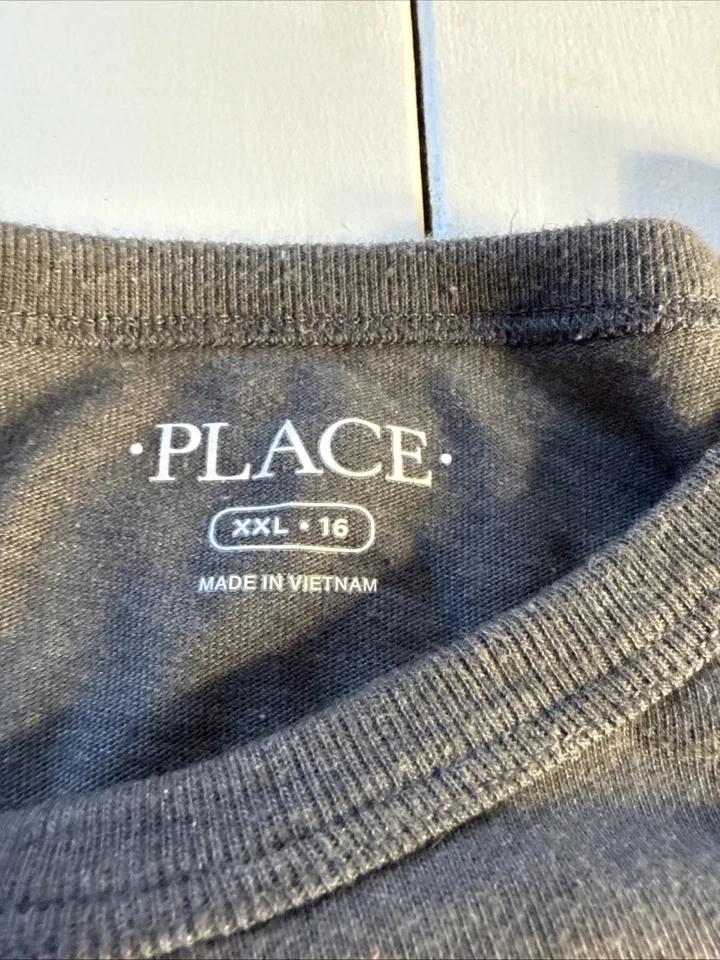 ·PLACE·
XXL • 16
MADE IN VIETNAM